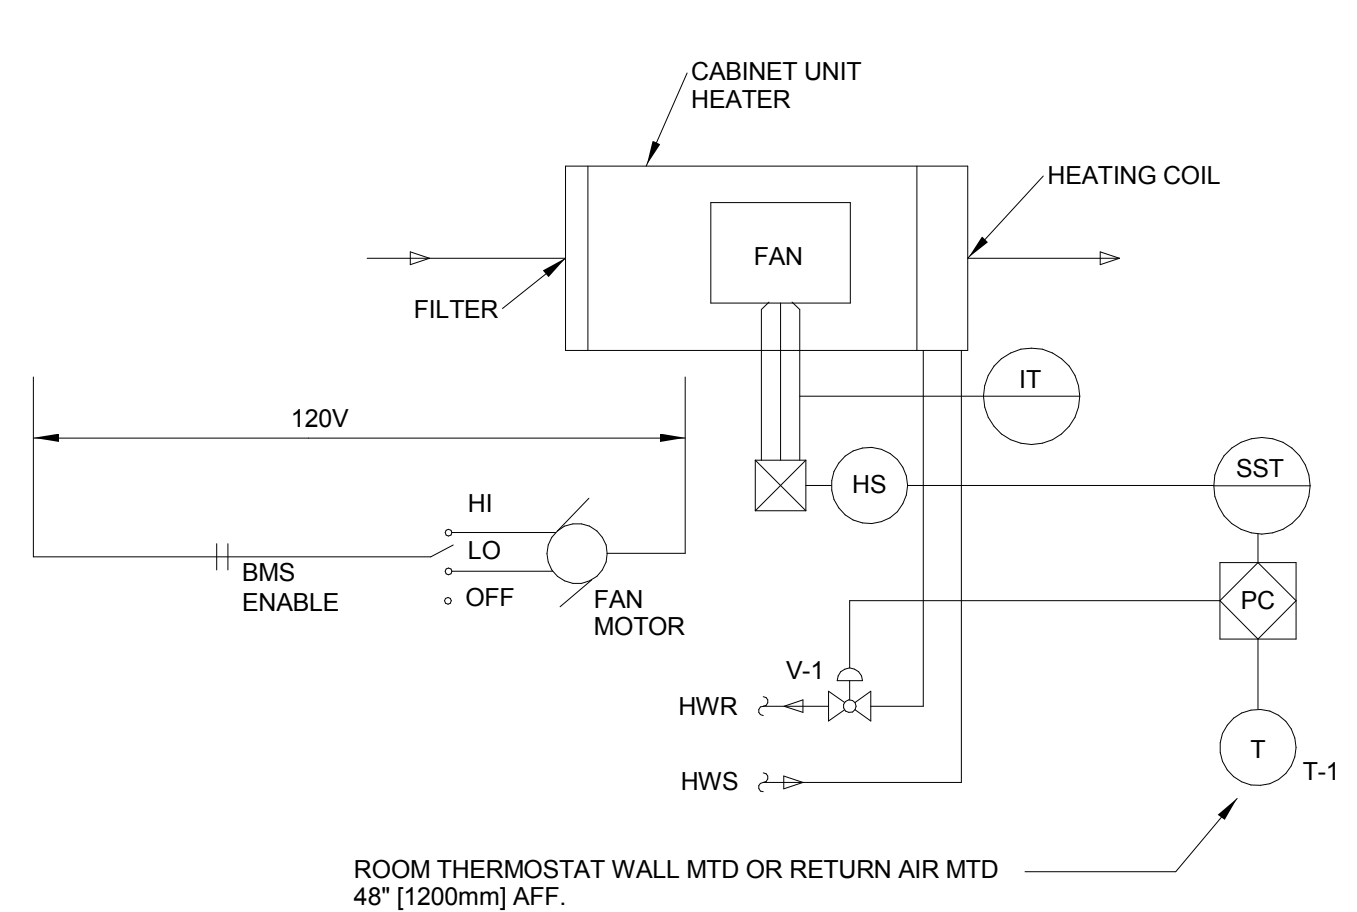 CABINET UNIT
HEATER
HEATING COIL
FAN
FILTER
IT
120V
SST
HS
HI
LO
BMS
ENABLE
OFF
FAN
MOTOR
PC
V-1
HWR
T
T-1
HWS
ROOM THERMOSTAT WALL MTD OR RETURN AIR MTD
48" [1200mm] AFF.